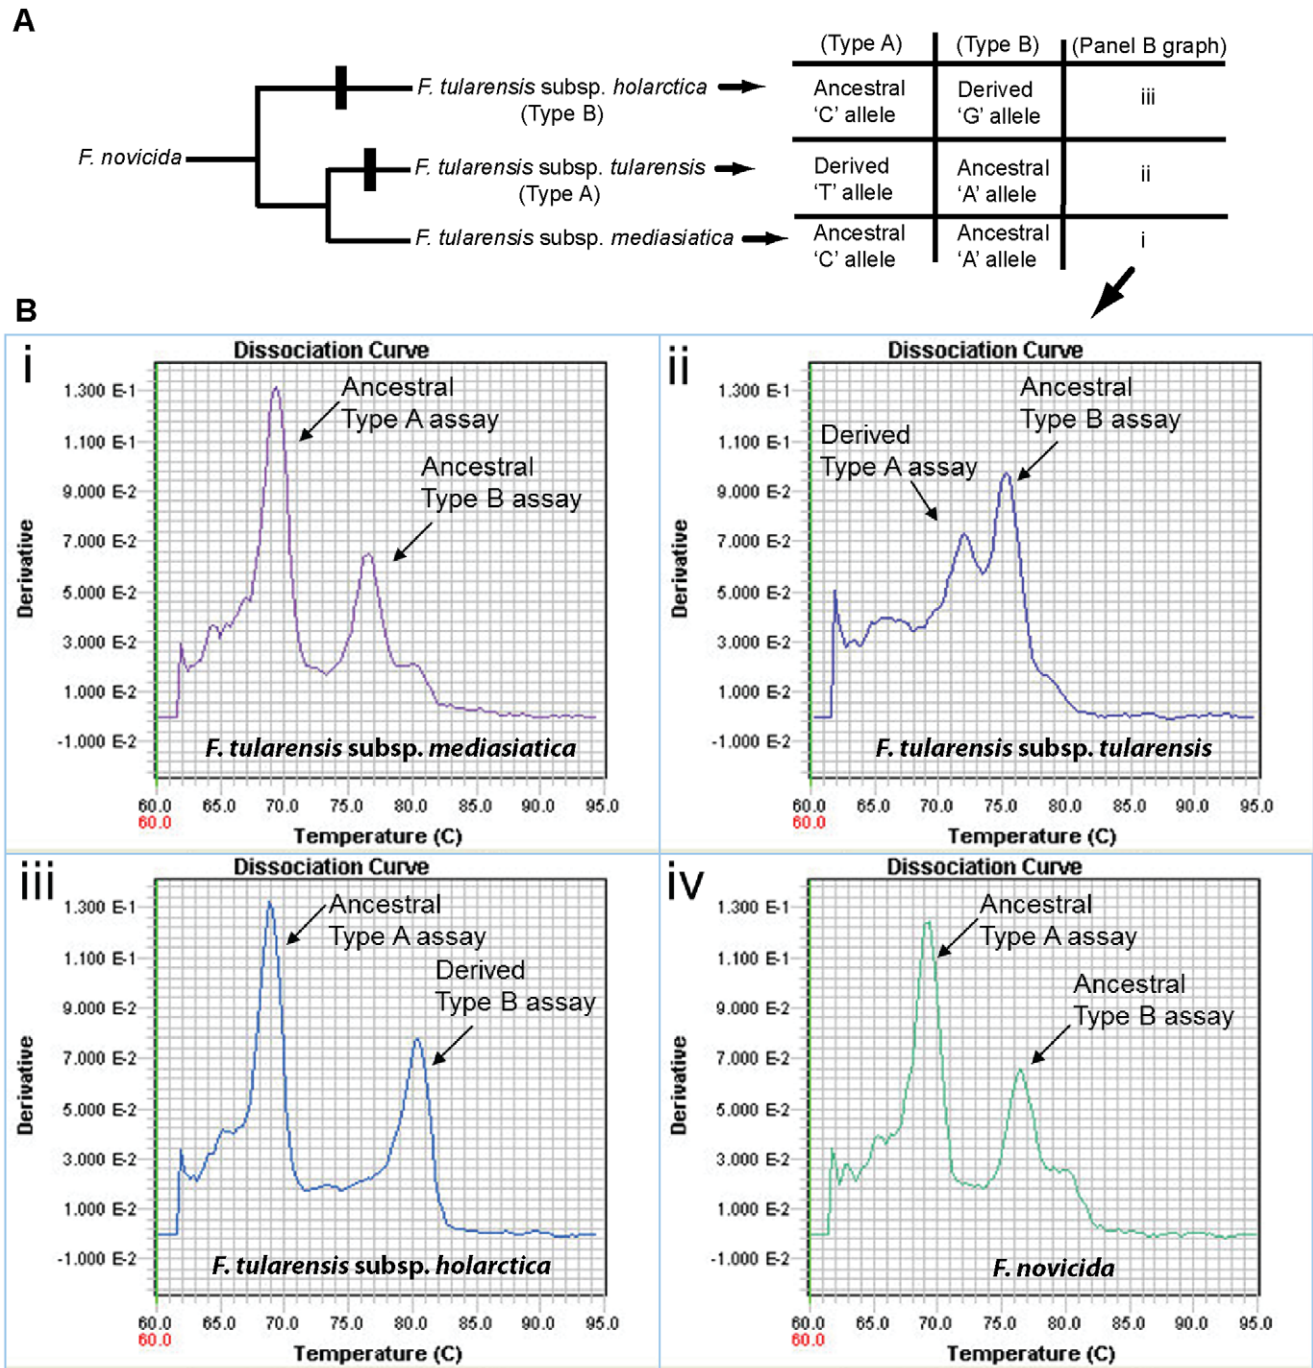 A
(Type A) (Type B) (Panel B graph)
F. tularensis subsp. holarctica
(Type B)
Ancestral
'C' allele
Derived
'G' allele
iii
F. novicida
F. tularensis subsp. tularensis
(Type A)
Derived
'T' allele
Ancestral
'A' allele
ii
F. tularensis subsp. mediasiatica
Ancestral
'C' allele
Ancestral
'A' allele
i
B
i
Dissociation Curve
Ancestral
Type A assay
Ancestral
Type B assay
Derivative
1.300 E-1
1.100 E-1
9.000 E-2
7.000 E-2
5.000 E-2
3.000 E-2
1.000 E-2
-1.000 E-2
F. tularensis subsp. mediasiatica
60.0 65.0 70.0 75.0 80.0 85.0 90.0 95.0
60.0
Temperature (C)
ii
Dissociation Curve
Derived
Type A assay
Ancestral
Type B assay
Derivative
1.300 E-1
1.100 E-1
9.000 E-2
7.000 E-2
5.000 E-2
3.000 E-2
1.000 E-2
-1.000 E-2
F. tularensis subsp. tularensis
60.0 65.0 70.0 75.0 80.0 85.0 90.0 95.0
60.0
Temperature (C)
iii
Dissociation Curve
Ancestral
Type A assay
Derived
Type B assay
Derivative
1.300 E-1
1.100 E-1
9.000 E-2
7.000 E-2
5.000 E-2
3.000 E-2
1.000 E-2
-1.000 E-2
F. tularensis subsp. holarctica
60.0 65.0 70.0 75.0 80.0 85.0 90.0 95.0
60.0
Temperature (C)
iv
Dissociation Curve
Ancestral
Type A assay
Ancestral
Type B assay
Derivative
1.300 E-1
1.100 E-1
9.000 E-2
7.000 E-2
5.000 E-2
3.000 E-2
1.000 E-2
-1.000 E-2
F. novicida
60.0 65.0 70.0 75.0 80.0 85.0 90.0 95.0
60.0
Temperature (C)